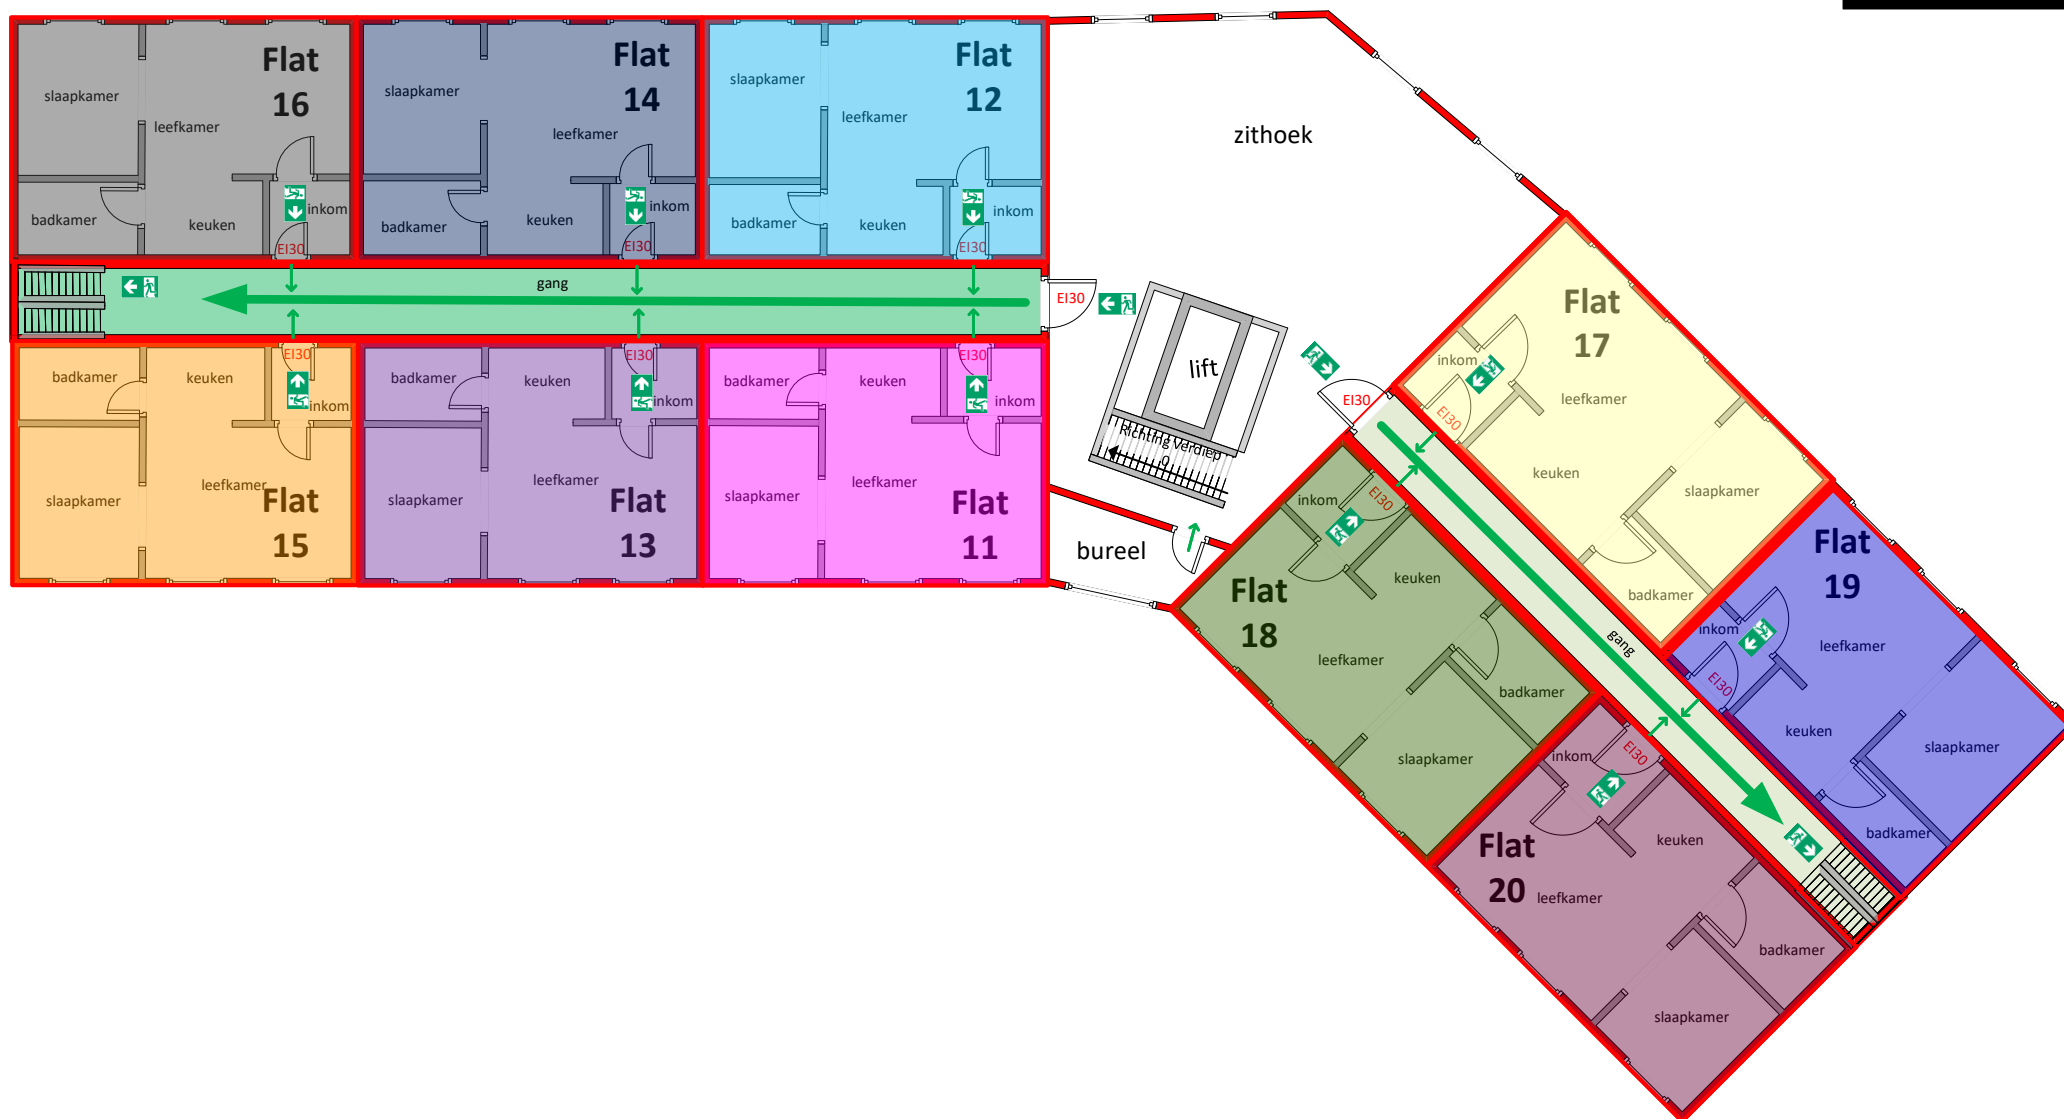 Flat
16
slaapkamer
leefkamer
badkamer
keuken
inkom
EI30
Flat
14
slaapkamer
leefkamer
badkamer
keuken
inkom
EI30
Flat
12
slaapkamer
leefkamer
badkamer
keuken
inkom
EI30
zithoek
gang
EI30
lift
Richting Verdiep
0
bureel
badkamer
keuken
EI30
inkom
slaapkamer
leefkamer
Flat
15
badkamer
keuken
EI30
inkom
slaapkamer
leefkamer
Flat
13
badkamer
keuken
EI30
inkom
slaapkamer
leefkamer
Flat
11
EI30
Flat
17
inkom
EI30
leefkamer
keuken
slaapkamer
badkamer
inkom
EI30
Flat
18
keuken
leefkamer
badkamer
slaapkamer
gang
Flat
19
inkom
EI30
leefkamer
keuken
slaapkamer
badkamer
inkom
EI30
Flat
20
keuken
leefkamer
badkamer
slaapkamer